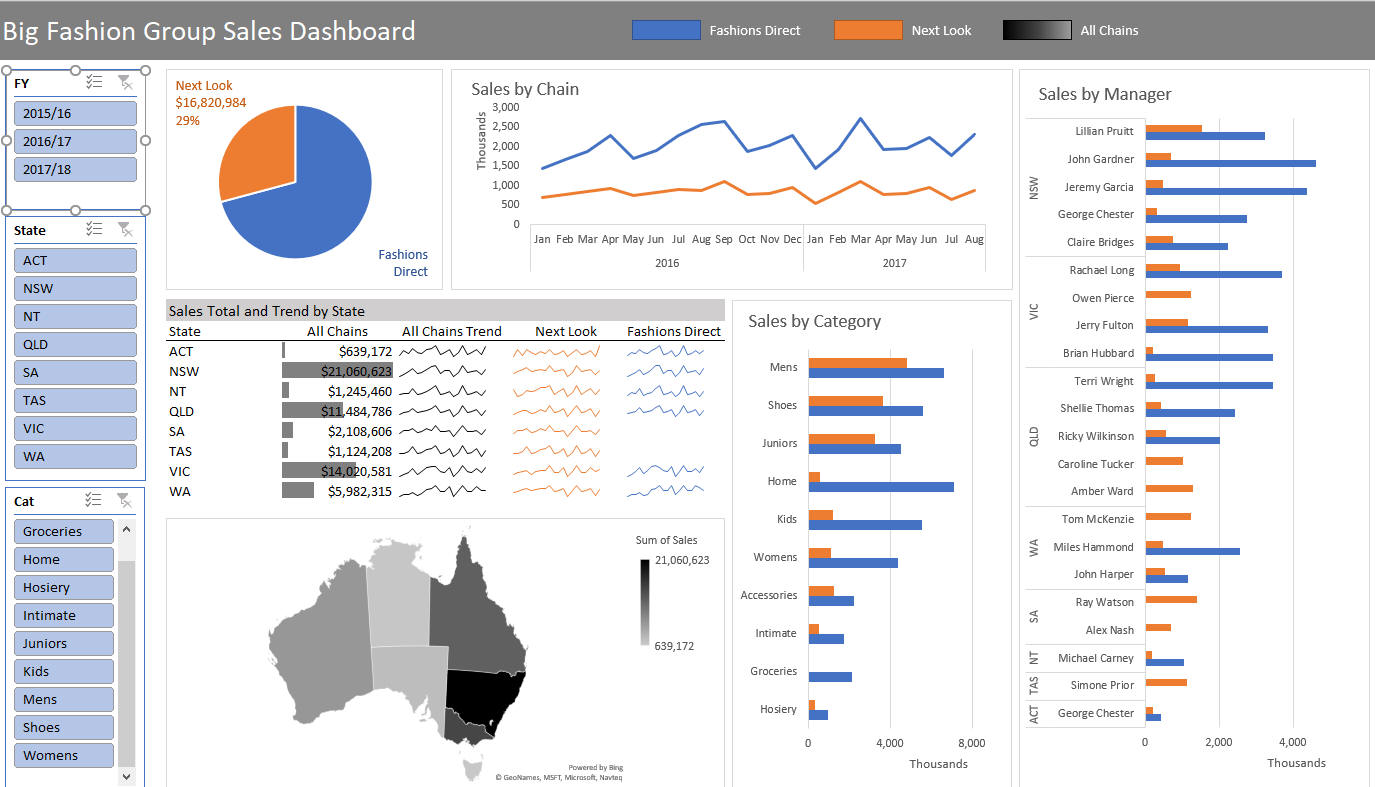 Big Fashion Group Sales Dashboard
Fashions Direct
Next Look
All Chains
FY
2015/16
2016/17
2017/18
State
ACT
NSW
NT
QLD
SA
TAS
VIC
WA
Cat
Groceries
Home
Hosiery
Intimate
Juniors
Kids
Mens
Shoes
Womens
Next Look
$16,820,984
29%
Fashions
Direct
Sales by Chain
Thousands
3,000
2,500
2,000
1,500
1,000
500
0
Jan Feb Mar Apr May Jun Jul Aug Sep Oct Nov Dec Jan Feb Mar Apr May Jun Jul Aug
2016 2017
Sales Total and Trend by State
State All Chains All Chains Trend Next Look Fashions Direct
ACT $639,172
NSW $21,060,623
NT $1,245,460
QLD $11,484,786
SA $2,108,606
TAS $1,124,208
VIC $14,020,581
WA $5,982,315
Sum of Sales
21,060,623
639,172
Powered by Bing
© GeoNames, MSFT, Microsoft, Navteq
Sales by Category
Mens
Shoes
Juniors
Home
Kids
Womens
Accessories
Intimate
Groceries
Hosiery
0 4,000 8,000
Thousands
Sales by Manager
NSW
Lillian Pruitt
John Gardner
Jeremy Garcia
George Chester
Claire Bridges
VIC
Rachael Long
Owen Pierce
Jerry Fulton
Brian Hubbard
QLD
Terri Wright
Shellie Thomas
Ricky Wilkinson
Caroline Tucker
Amber Ward
WA
Tom McKenzie
Miles Hammond
John Harper
SA
Ray Watson
Alex Nash
NT
Michael Carney
TAS
Simone Prior
ACT
George Chester
0 2,000 4,000
Thousands